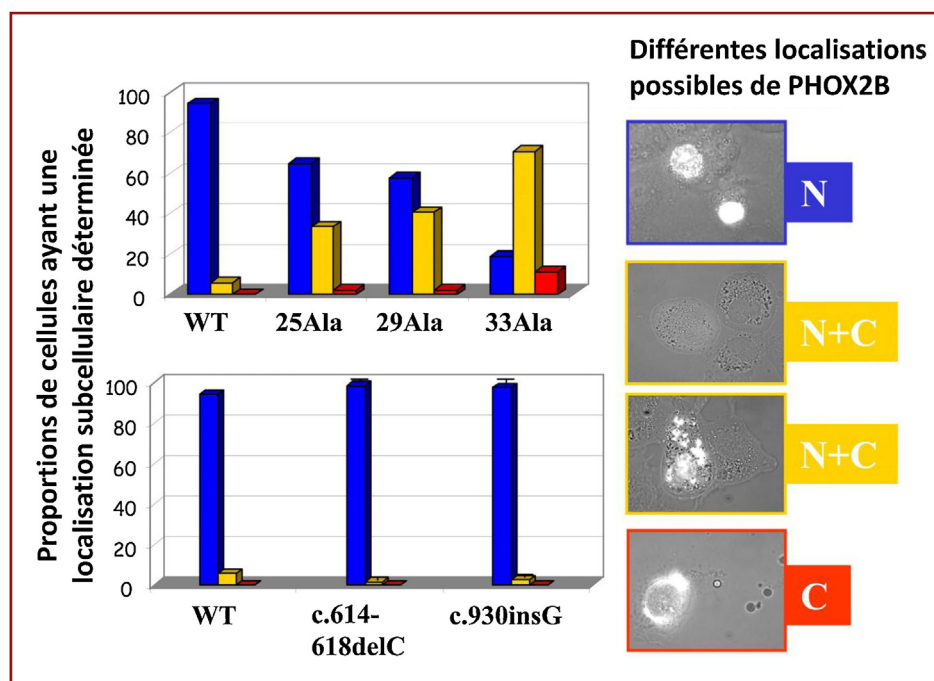 Proportions de cellules ayant une
localisation subcellulaire déterminée
100
80
60
40
20
0
WT
25Ala
29Ala
33Ala
100
80
60
40
20
0
WT
c.614-
618delC
c.930insG
Différentes localisations
possibles de PHOX2B
N
N+C
N+C
C